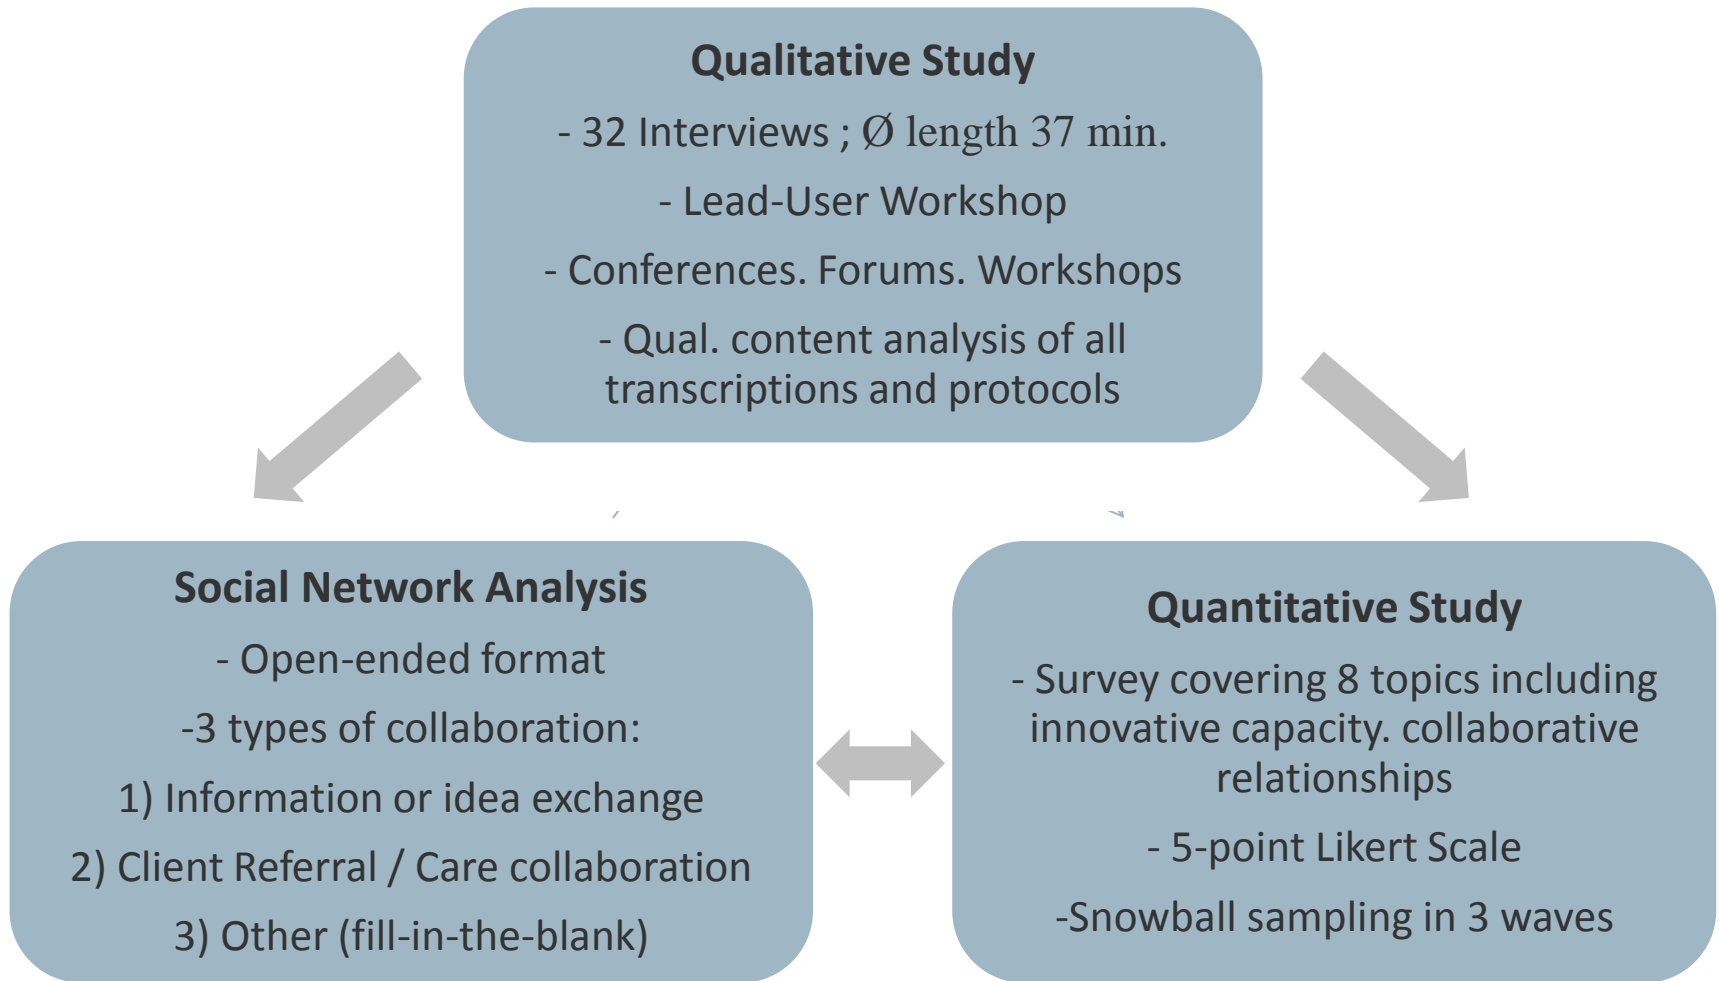 Qualitative Study
- 32 Interviews ; Ø length 37 min.
- Lead-User Workshop
- Conferences. Forums. Workshops
- Qual. content analysis of all
transcriptions and protocols
Social Network Analysis
- Open-ended format
-3 types of collaboration:
1) Information or idea exchange
2) Client Referral / Care collaboration
3) Other (fill-in-the-blank)
Quantitative Study
- Survey covering 8 topics including
innovative capacity. collaborative
relationships
- 5-point Likert Scale
-Snowball sampling in 3 waves